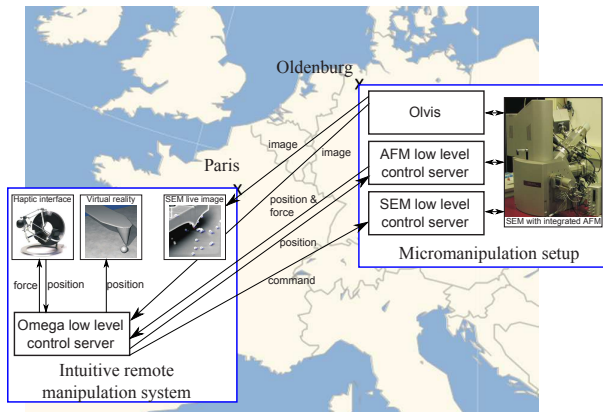 Oldenburg
X
Olvis
AFM low level
control server
SEM low level
control server
SEM with integrated AFM
Micromanipulation setup
image
image
position &
force
position
command
Paris
X
Haptic interface
Virtual reality
SEM live image
force
position
position
Omega low level
control server
Intuitive remote
manipulation system